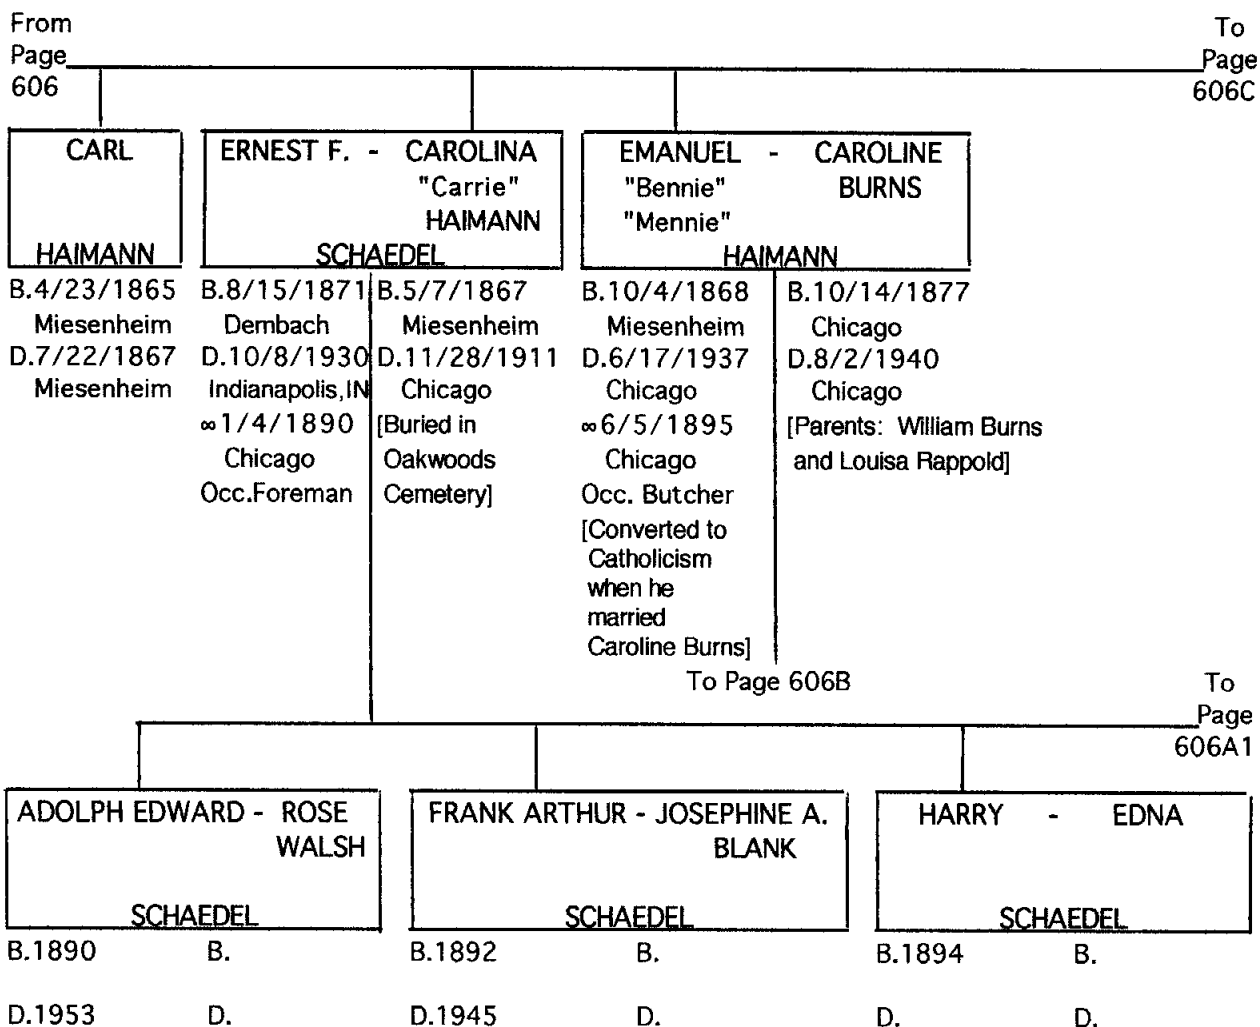 From
Page
606
To
Page
606C
CARL
HAIMANN
B.4/23/1865
Miesenheim
D.7/22/1867
Miesenheim
ERNEST F. - CAROLINA
"Carrie"
HAIMANN
SCHAEDEL
B.8/15/1871
Dernbach
D.10/8/1930
Indianapolis,IN
∞1/4/1890
Chicago
Occ.Foreman
B.5/7/1867
Miesenheim
D.11/28/1911
Chicago
[Buried in
Oakwoods
Cemetery]
EMANUEL - CAROLINE
"Bennie" BURNS
"Mennie"
HAIMANN
B.10/4/1868
Miesenheim
D.6/17/1937
Chicago
∞6/5/1895
Chicago
Occ. Butcher
[Converted to
Catholicism
when he
married
Caroline Burns]
B.10/14/1877
Chicago
D.8/2/1940
Chicago
[Parents: William Burns
and Louisa Rappold]
To Page 606B
To
Page
606A1
ADOLPH EDWARD - ROSE
WALSH
SCHAEDEL
B.1890 B.
D.1953 D.
FRANK ARTHUR - JOSEPHINE A.
BLANK
SCHAEDEL
B.1892 B.
D.1945 D.
HARRY - EDNA
SCHAEDEL
B.1894 B.
D. D.